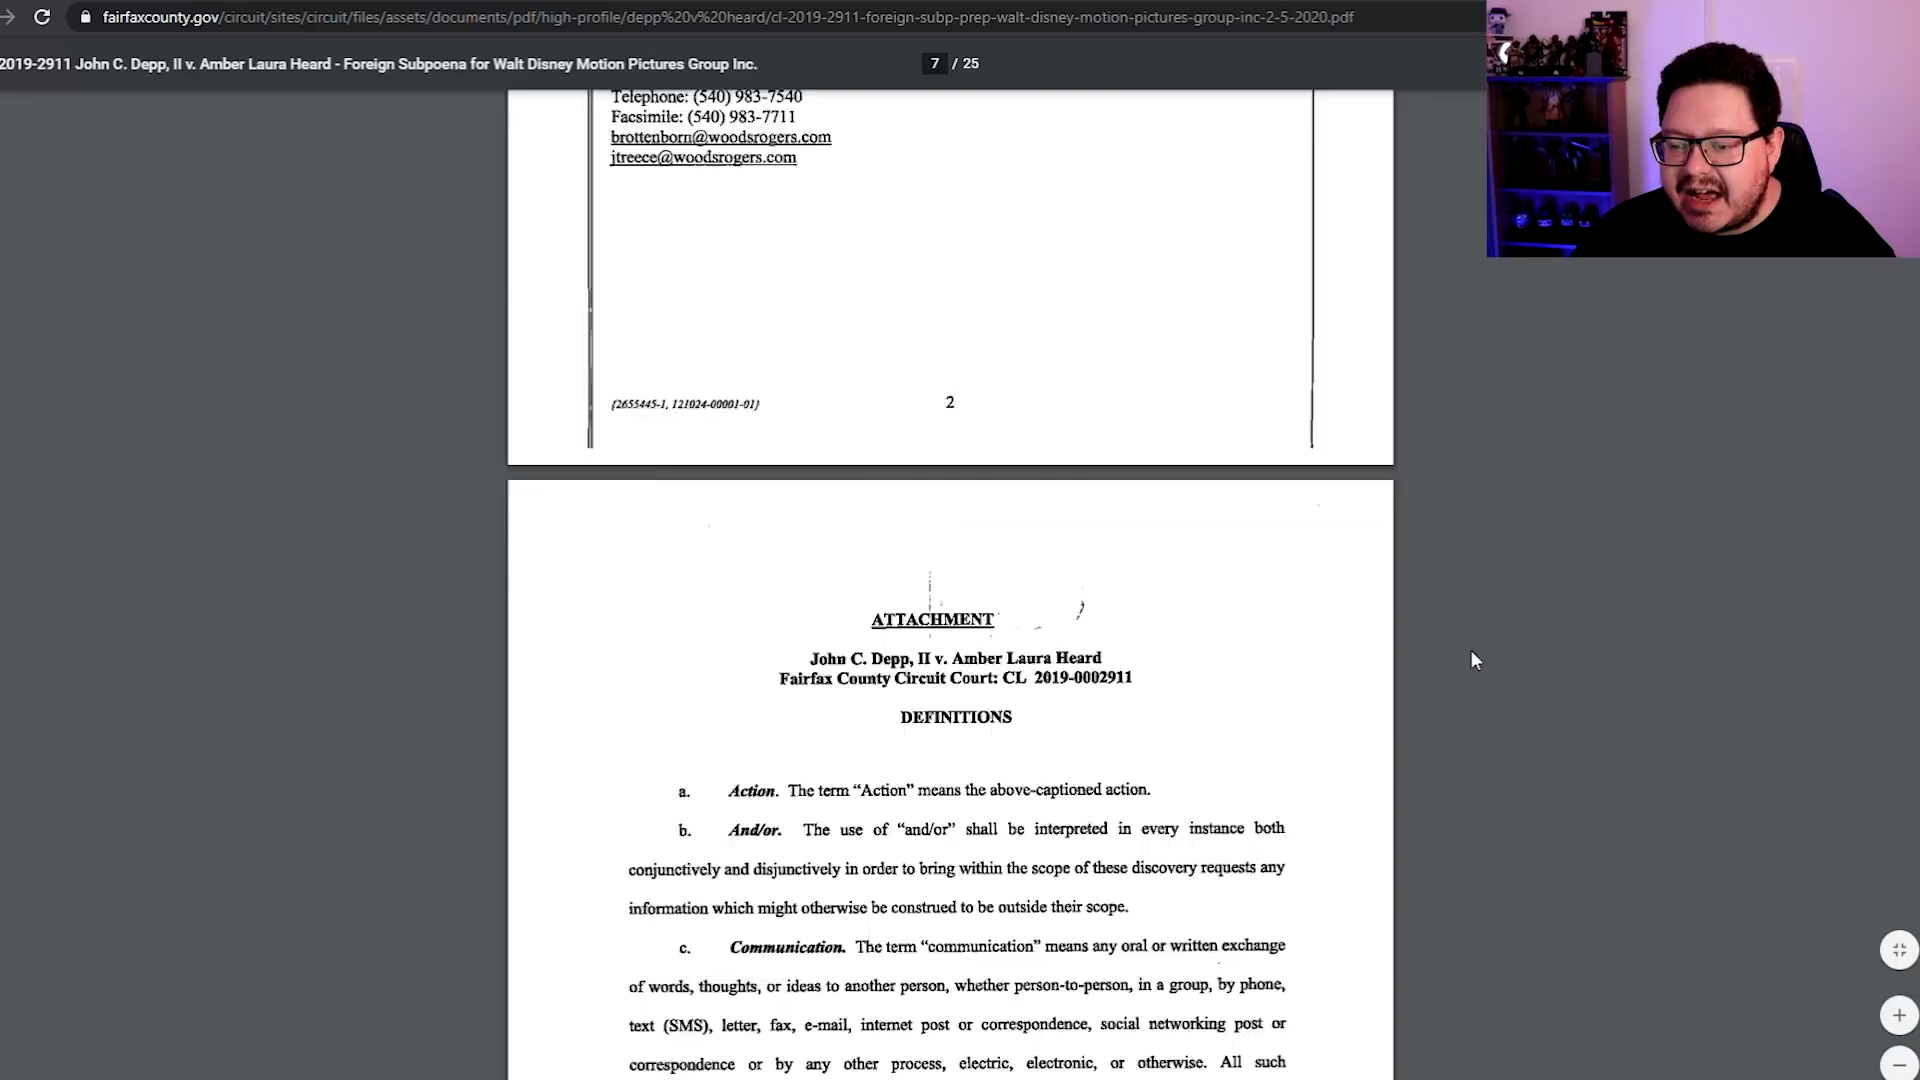 fairfaxcounty.gov/circuit/sites/circuit/files/assets/documents/pdf/high-profile/depp%20v%20heard/cl-2019-2911-foreign-subp-prep-walt-disney-motion-pictures-group-inc-2-5-2020.pdf
2019-2911 John C. Depp, II v. Amber Laura Heard - Foreign Subpoena for Walt Disney Motion Pictures Group Inc.
7 / 25
Telephone: (540) 983-7540
Facsimile: (540) 983-7711
brottenborn@woodsrogers.com
jtreece@woodsrogers.com
{2655445-1, 121024-00001-01}
2
ATTACHMENT
John C. Depp, II v. Amber Laura Heard
Fairfax County Circuit Court: CL 2019-0002911
DEFINITIONS
a. Action. The term “Action” means the above-captioned action.
b. And/or. The use of “and/or” shall be interpreted in every instance both
conjunctively and disjunctively in order to bring within the scope of these discovery requests any
information which might otherwise be construed to be outside their scope.
c. Communication. The term “communication” means any oral or written exchange
of words, thoughts, or ideas to another person, whether person-to-person, in a group, by phone,
text (SMS), letter, fax, e-mail, internet post or correspondence, social networking post or
correspondence or by any other process, electric, electronic, or otherwise. All such